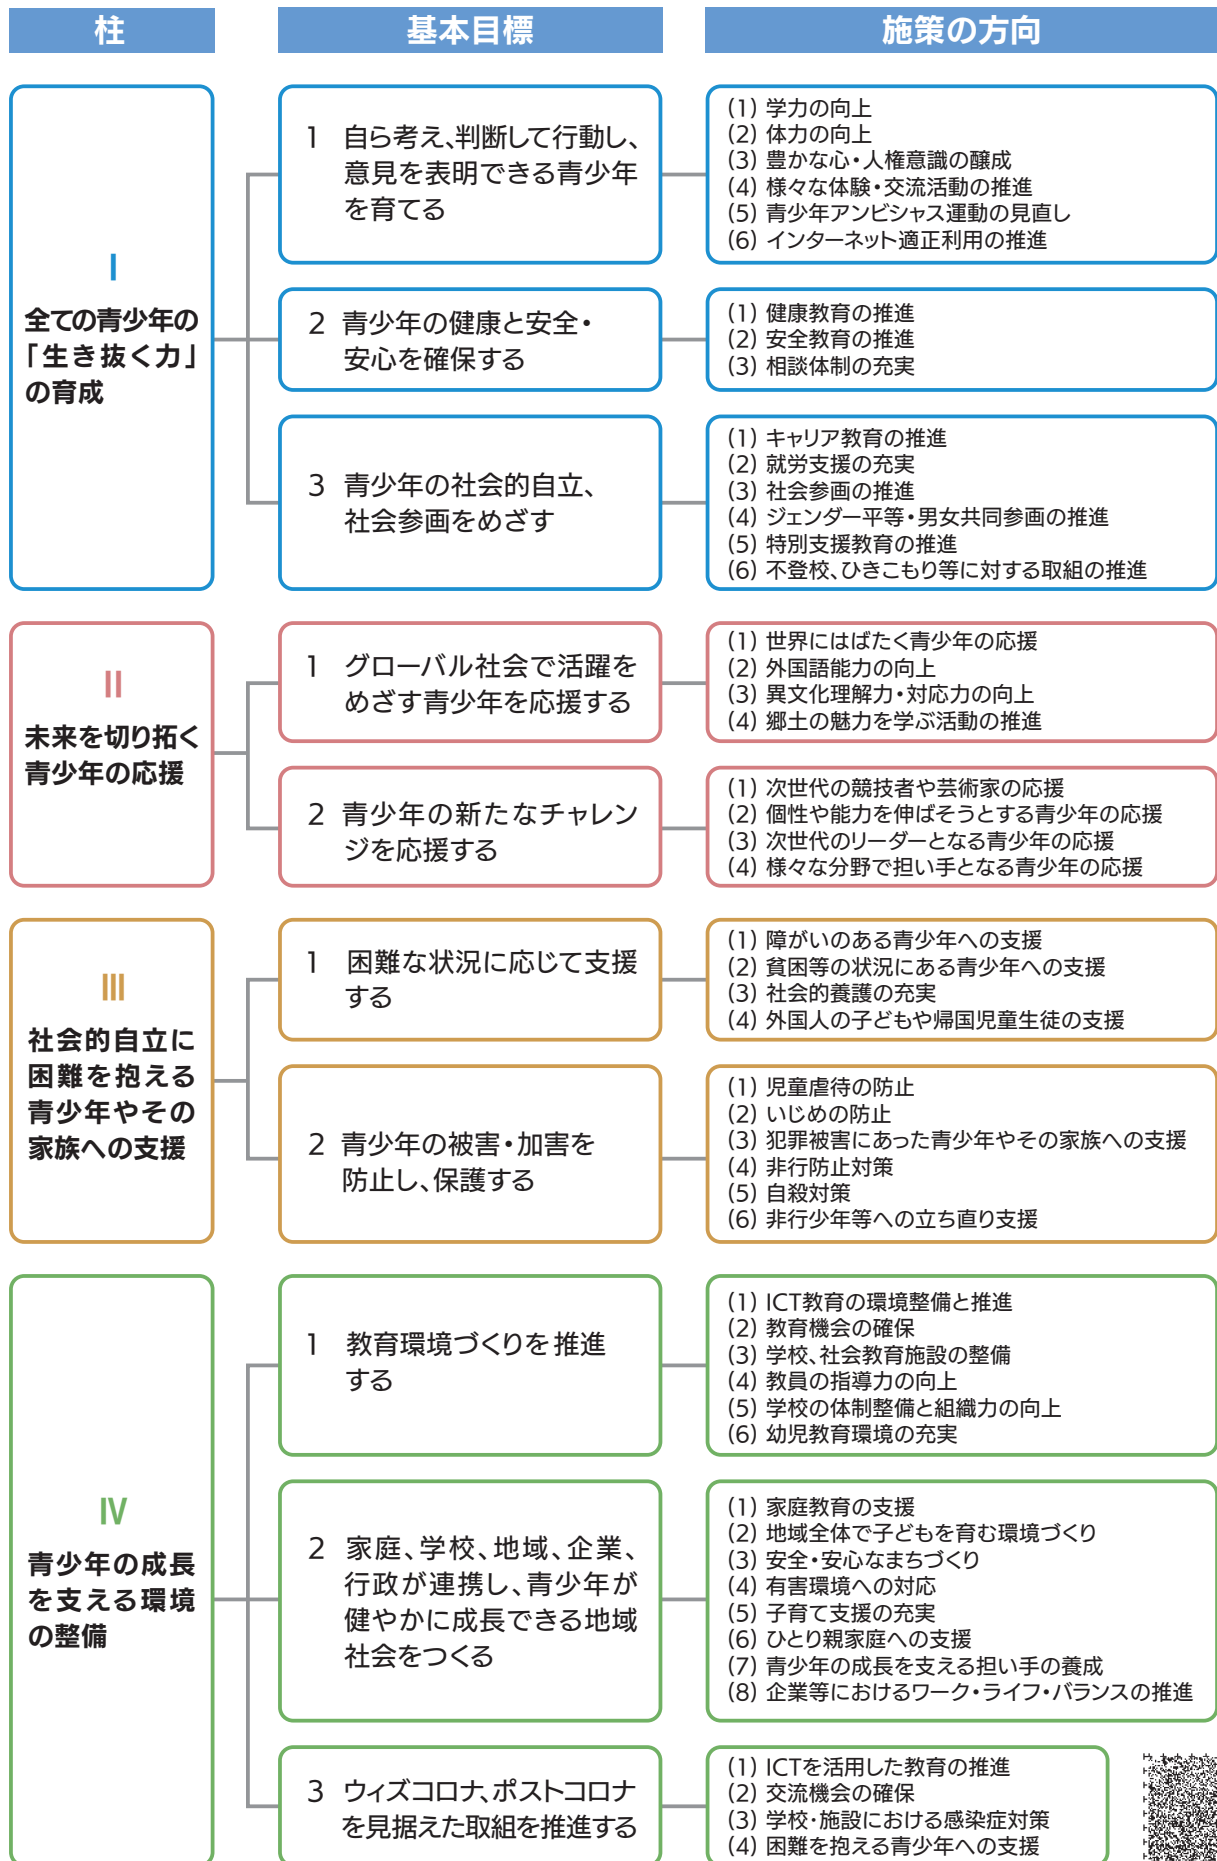 柱
基本目標
施策の方向
I
全ての青少年の
「生き抜く力」
の育成
1 自ら考え、判断して行動し、
意見を表明できる青少年
を育てる
(1) 学力の向上
(2) 体力の向上
(3) 豊かな心・人権意識の醸成
(4) 様々な体験・交流活動の推進
(5) 青少年アンビシャス運動の見直し
(6) インターネット適正利用の推進
2 青少年の健康と安全・
安心を確保する
(1) 健康教育の推進
(2) 安全教育の推進
(3) 相談体制の充実
3 青少年の社会的自立、
社会参画をめざす
(1) キャリア教育の推進
(2) 就労支援の充実
(3) 社会参画の推進
(4) ジェンダー平等・男女共同参画の推進
(5) 特別支援教育の推進
(6) 不登校、ひきこもり等に対する取組の推進
II
未来を切り拓く
青少年の応援
1 グローバル社会で活躍を
めざす青少年を応援する
(1) 世界にはばたく青少年の応援
(2) 外国語能力の向上
(3) 異文化理解力・対応力の向上
(4) 郷土の魅力を学ぶ活動の推進
2 青少年の新たなチャレン
ジを応援する
(1) 次世代の競技者や芸術家の応援
(2) 個性や能力を伸ばそうとする青少年の応援
(3) 次世代のリーダーとなる青少年の応援
(4) 様々な分野で担い手となる青少年の応援
III
社会的自立に
困難を抱える
青少年やその
家族への支援
1 困難な状況に応じて支援
する
(1) 障がいのある青少年への支援
(2) 貧困等の状況にある青少年への支援
(3) 社会的養護の充実
(4) 外国人の子どもや帰国児童生徒の支援
2 青少年の被害・加害を
防止し、保護する
(1) 児童虐待の防止
(2) いじめの防止
(3) 犯罪被害にあった青少年やその家族への支援
(4) 非行防止対策
(5) 自殺対策
(6) 非行少年等への立ち直り支援
IV
青少年の成長
を支える環境
の整備
1 教育環境づくりを推進
する
(1) ICT教育の環境整備と推進
(2) 教育機会の確保
(3) 学校、社会教育施設の整備
(4) 教員の指導力の向上
(5) 学校の体制整備と組織力の向上
(6) 幼児教育環境の充実
2 家庭、学校、地域、企業、
行政が連携し、青少年が
健やかに成長できる地域
社会をつくる
(1) 家庭教育の支援
(2) 地域全体で子どもを育む環境づくり
(3) 安全・安心なまちづくり
(4) 有害環境への対応
(5) 子育て支援の充実
(6) ひとり親家庭への支援
(7) 青少年の成長を支える担い手の養成
(8) 企業等におけるワーク・ライフ・バランスの推進
3 ウィズコロナ、ポストコロナ
を見据えた取組を推進する
(1) ICTを活用した教育の推進
(2) 交流機会の確保
(3) 学校・施設における感染症対策
(4) 困難を抱える青少年への支援